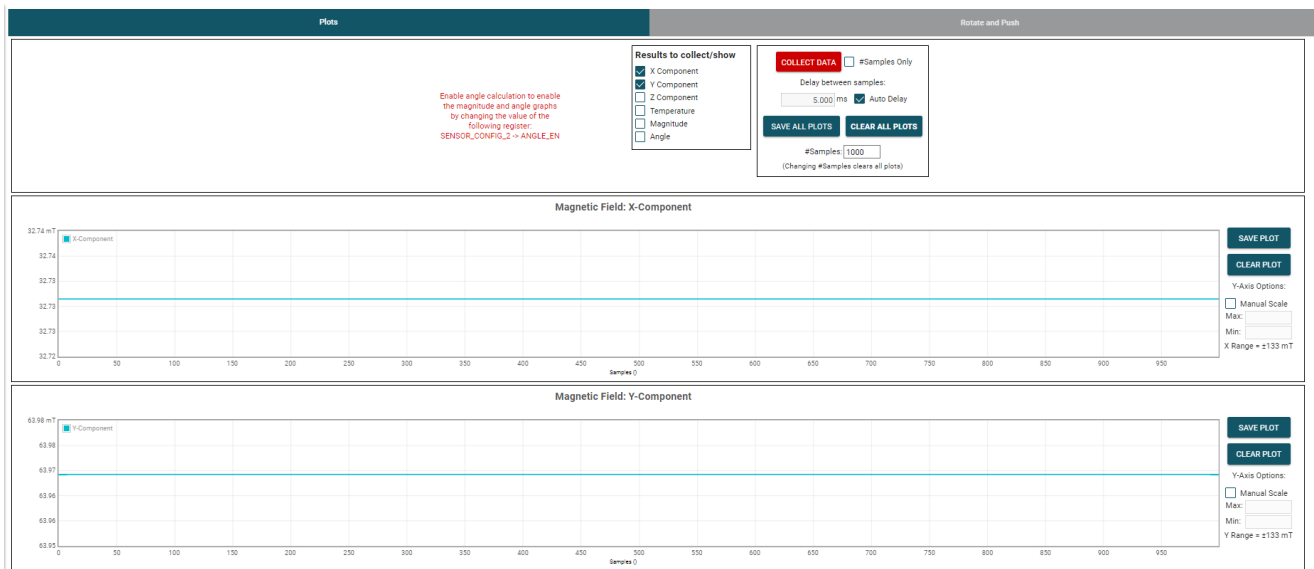 Plots
Rotate and Push
Enable angle calculation to enable
the magnitude and angle graphs
by changing the value of the
following register:
SENSOR_CONFIG_2 -> ANGLE_EN
Results to collect/show
X Component
Y Component
Z Component
Temperature
Magnitude
Angle
COLLECT DATA #Samples Only
Delay between samples:
5.000 ms Auto Delay
SAVE ALL PLOTS CLEAR ALL PLOTS
#Samples: 1000
(Changing #Samples clears all plots)
Magnetic Field: X-Component
32.74 mT
X-Component
32.74
32.73
32.73
32.73
32.72
0 50 100 150 200 250 300 350 400 450 500 550 600 650 700 750 800 850 900 950
Samples ()
SAVE PLOT
CLEAR PLOT
Y-Axis Options:
Manual Scale
Max:
Min:
X Range = ±133 mT
Magnetic Field: Y-Component
63.98 mT
Y-Component
63.98
63.97
63.96
63.96
63.95
0 50 100 150 200 250 300 350 400 450 500 550 600 650 700 750 800 850 900 950
Samples ()
SAVE PLOT
CLEAR PLOT
Y-Axis Options:
Manual Scale
Max:
Min:
Y Range = ±133 mT